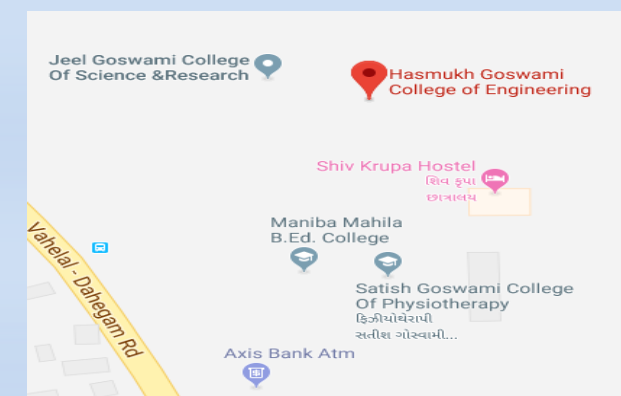 Jeel Goswami College
Of Science &Research
Hasmukh Goswami
College of Engineering
Shiv Krupa Hostel
શિવ કૃપા
છાત્રાલય
Maniba Mahila
B.Ed. College
Vahelal - Dahegam Rd
Satish Goswami College
Of Physiotherapy
ફિઝીયોથેરાપી
સતીશ ગોસ્વામી...
Axis Bank Atm